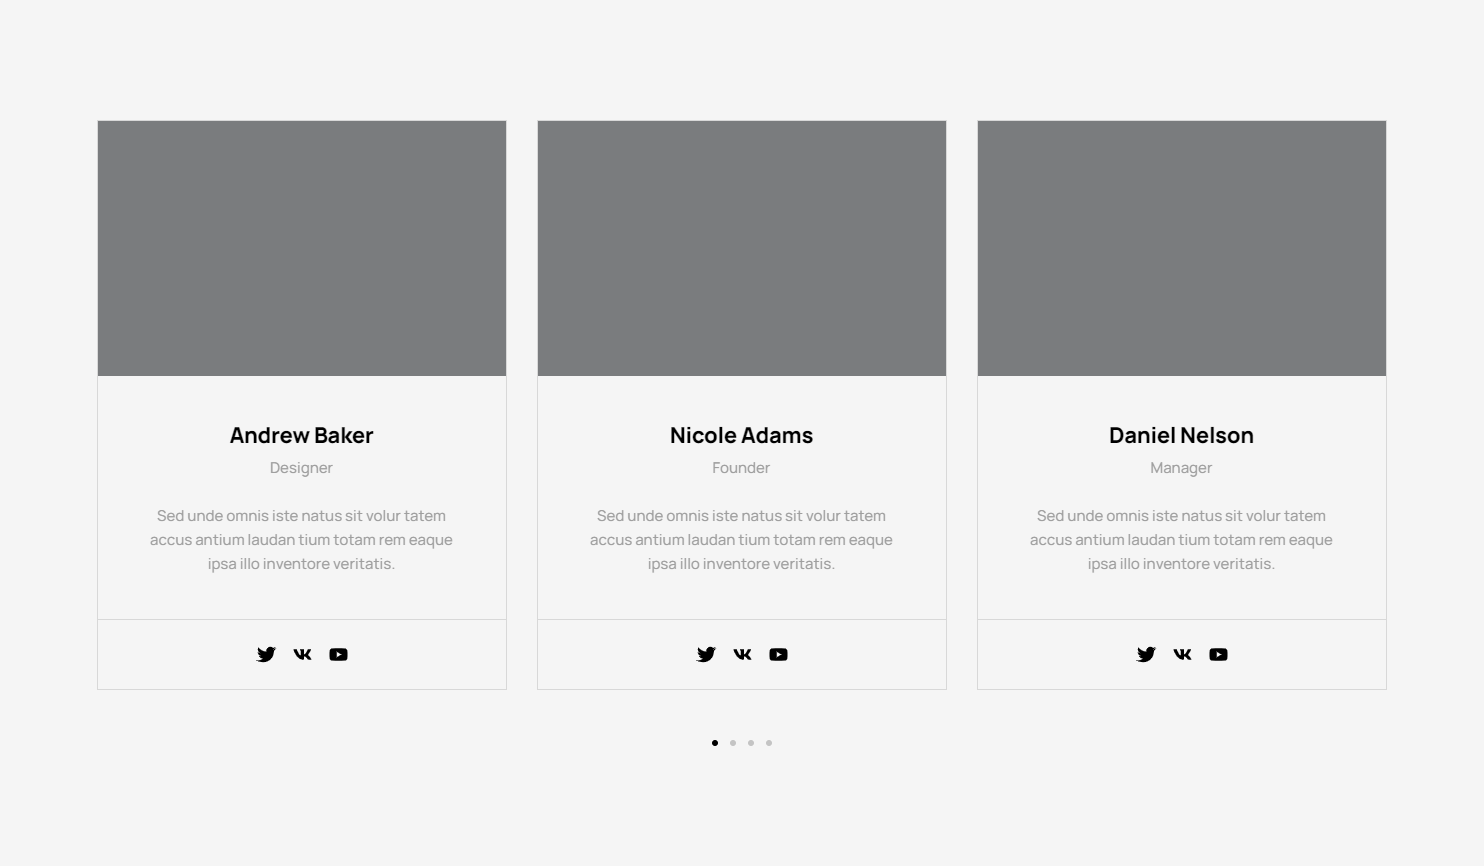 Andrew Baker
Designer
Sed unde omnis iste natus sit volur tatem
accus antium laudan tium totam rem eaque
ipsa illo inventore veritatis.
Nicole Adams
Founder
Sed unde omnis iste natus sit volur tatem
accus antium laudan tium totam rem eaque
ipsa illo inventore veritatis.
Daniel Nelson
Manager
Sed unde omnis iste natus sit volur tatem
accus antium laudan tium totam rem eaque
ipsa illo inventore veritatis.